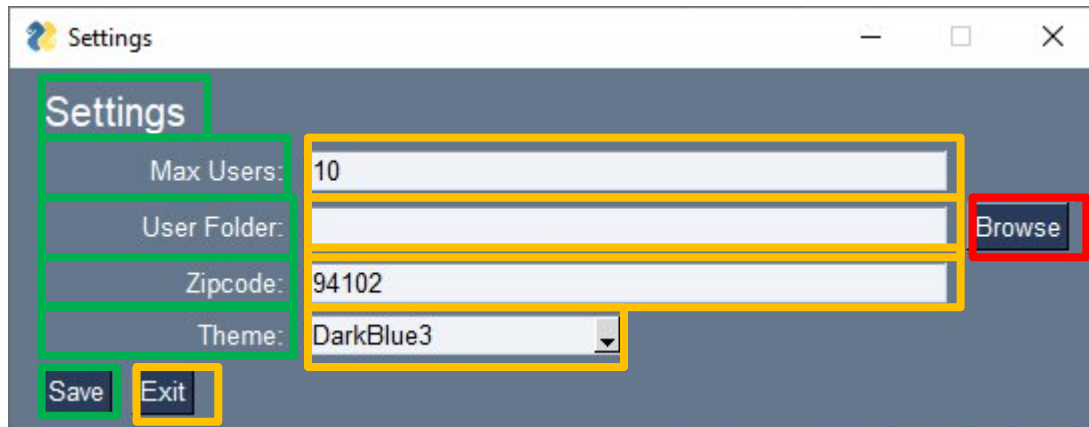 Settings
Settings
Max Users: 10
User Folder: Browse
Zipcode: 94102
Theme: DarkBlue3
Save Exit